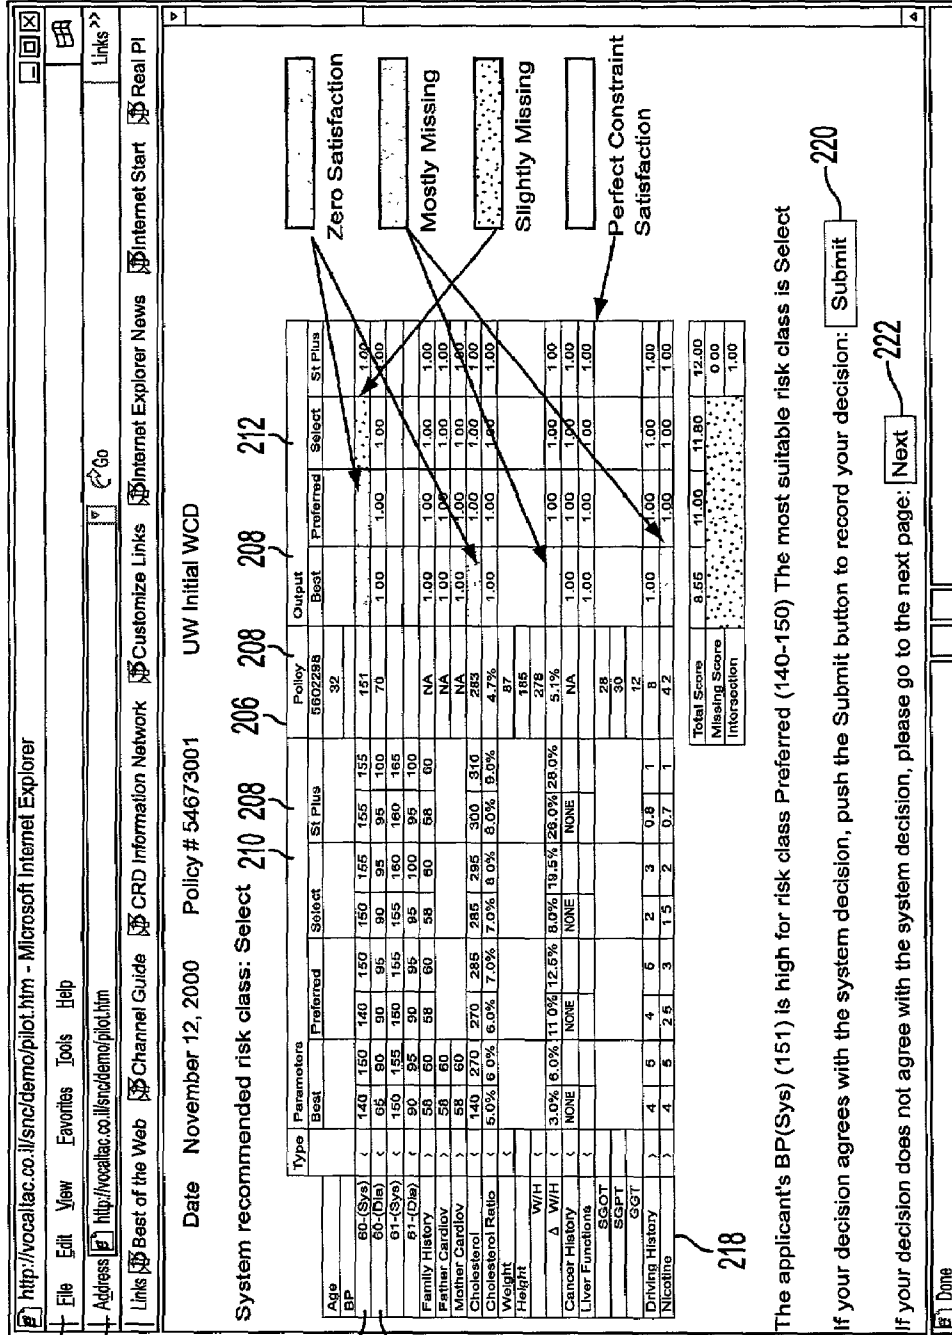 http://vocaltac.co.il/snc/demo/pilot.htm - Microsoft Internet Explorer
File Edit View Favorites Tools Help
Address http://vocaltac.co.il/snc/demo/pilot.htm Go Links >>
Links Best of the Web Channel Guide CRD Information Network Customize Links Internet Explorer News Internet Start Real Pl
Date November 12, 2000 Policy # 54673001 UW Initial WCD
System recommended risk class: Select
210 208 206 208 208 212
Type Parameters Policy Output
Best Preferred Select St Plus 5602298 Best Preferred Select St Plus
Age 32
BP
60-(Sys) < 140 150 140 150 150 155 155 155 151 1.00
60-(Dia) < 65 90 90 95 90 95 95 100 70 1 00 1.00 1 00 1.00
61-(Sys) < 150 155 150 155 155 160 160 165
61-(Dia) < 90 95 90 95 95 100 95 100
Family History > 58 60 58 60 58 60 58 60 NA 1.00 1 00 1.00 1.00
Father Cardiov > 58 60 NA 1 00 1 00 1.00 1.00
Mother Cardiov > 58 60 NA 1.00 1.00 1 00 1.00
Cholesterol < 140 270 270 285 285 295 300 310 283 1.00 1 00
Cholesterol Ratio < 5.0% 6 0% 6.0% 7.0% 7.0% 8 0% 8.0% 9.0% 4.7% 1.00 1.00 1.00 1.00
Weight < 87
Height 185
W/H < 278
Δ W/H < 3.0% 6.0% 11 0% 12.5% 8.0% 19.5% 26.0% 28.0% 5.1% 1 00 1.00 1 00
Cancer History < NONE NONE NONE NONE NA 1.00 1 00 1.00 1.00
Liver Functions 1.00 1.00 1.00 1.00
SGOT 28
SGPT 30
GGT 12
Driving History > 4 5 4 5 2 3 0.8 1 8 1.00 1.00 1.00 1.00
Nicotine > 4 5 2 5 3 1 5 2 0.7 1 4 2 1.00 1 00 1 00
Total Score 8.55 11.00 11.80 12.00
Missing Score 0 00
Intersection 1.00
218
Zero Satisfaction
Mostly Missing
Slightly Missing
Perfect Constraint
Satisfaction
The applicant's BP(Sys) (151) is high for risk class Preferred (140-150) The most suitable risk class is Select
If your decision agrees with the system decision, push the Submit button to record your decision: Submit 220
If your decision does not agree with the system decision, please go to the next page: Next 222
Done